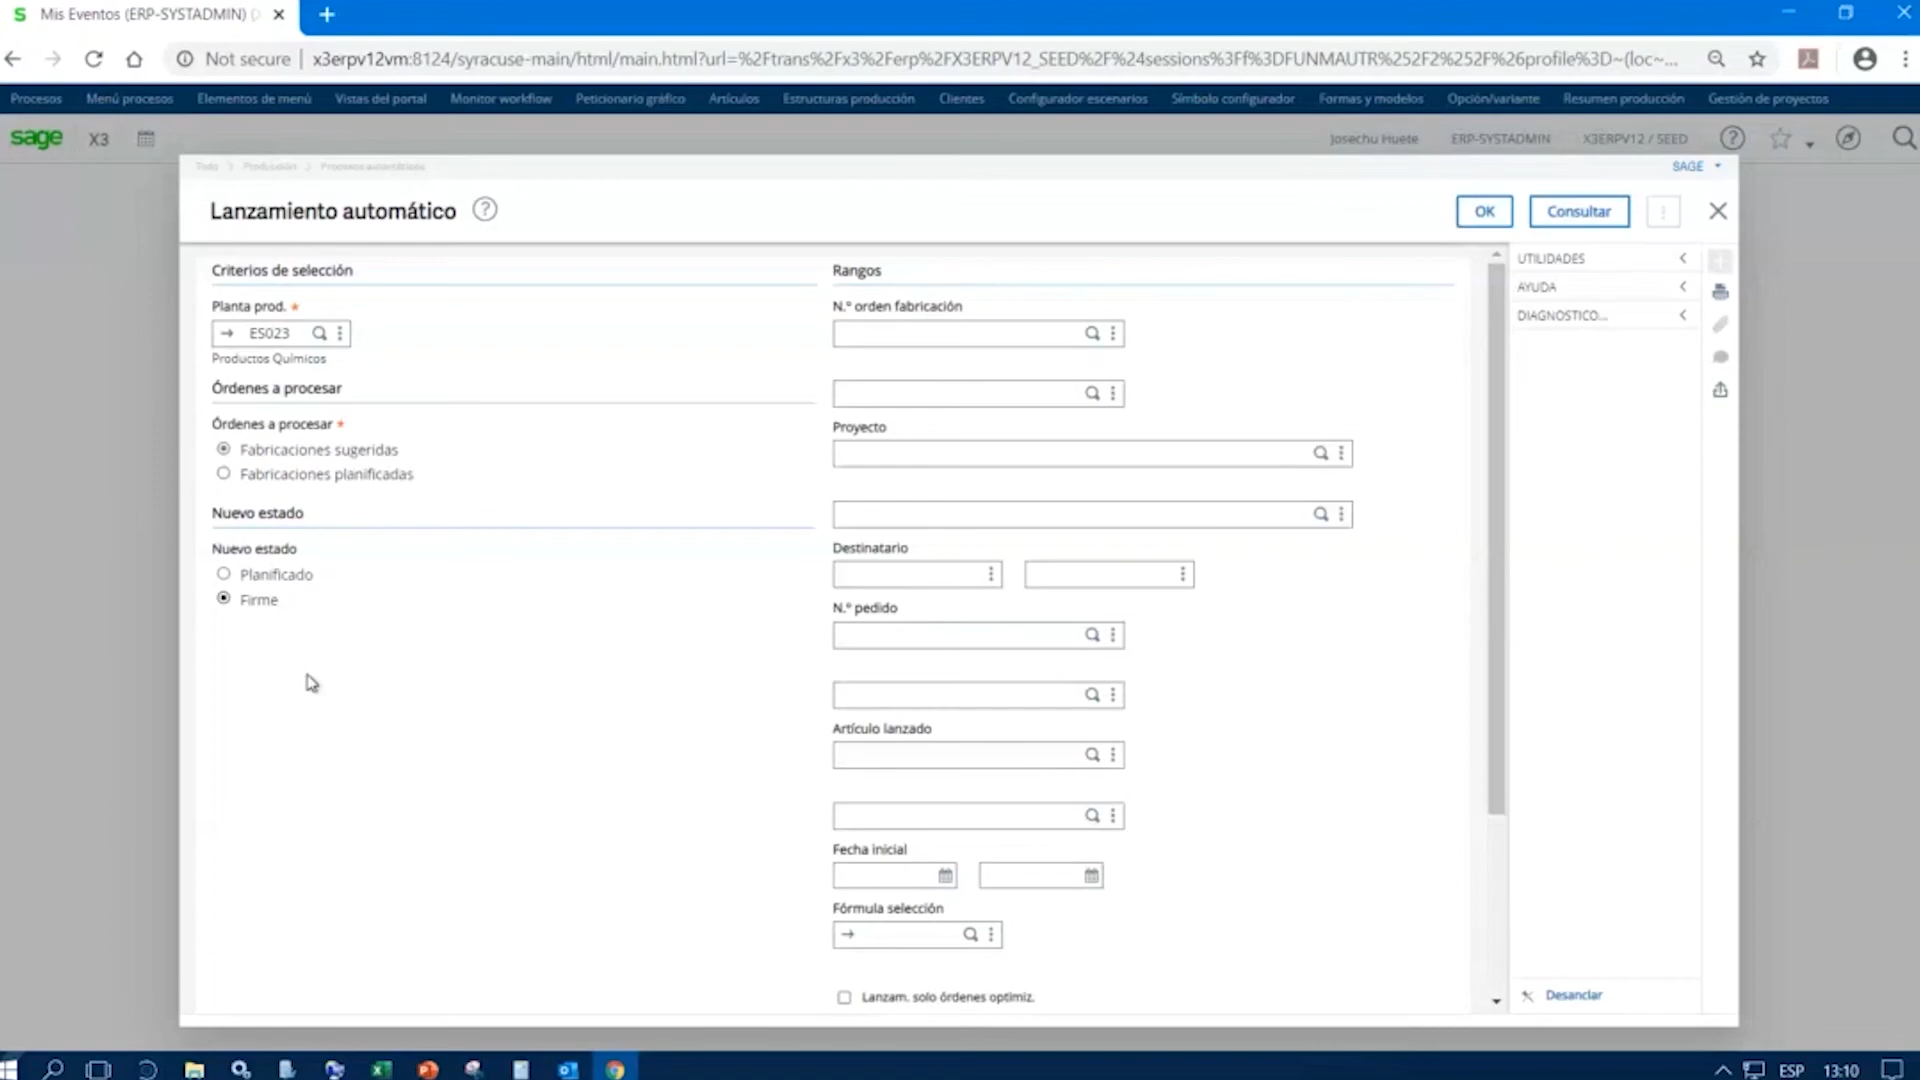 Mis Eventos (ERP-SYSTADMIN)
Not secure | x3erpv12vm:8124/syracuse-main/html/main.html?url=%2Ftrans%2Fx3%2Ferp%2FX3ERPV12_SEED%2F%24sessions%3Ff%3DFUNMAUTR%252F2%252F%26profile%3D~(loc~...
Procesos Menú procesos Elementos de menú Vistas del portal Monitor workflow Peticionario gráfico Artículos Estructuras producción Clientes Configurador escenarios Símbolo configurador Formas y modelos Opción/variante Resumen producción Gestión de proyectos
sage X3 Josechu Huete ERP-SYSTADMIN X3ERPV12 / SEED
Todo > Producción > Procesos automáticos SAGE
Lanzamiento automático ? OK Consultar
Criterios de selección
Planta prod. *
ES023
Productos Químicos
Órdenes a procesar
Órdenes a procesar *
Fabricaciones sugeridas
Fabricaciones planificadas
Nuevo estado
Nuevo estado
Planificado
Firme
Rangos
N.º orden fabricación
Proyecto
Destinatario
N.º pedido
Artículo lanzado
Fecha inicial
Fórmula selección
Lanzam. solo órdenes optimiz.
UTILIDADES
AYUDA
DIAGNOSTICO...
Desanclar
ESP 13:10